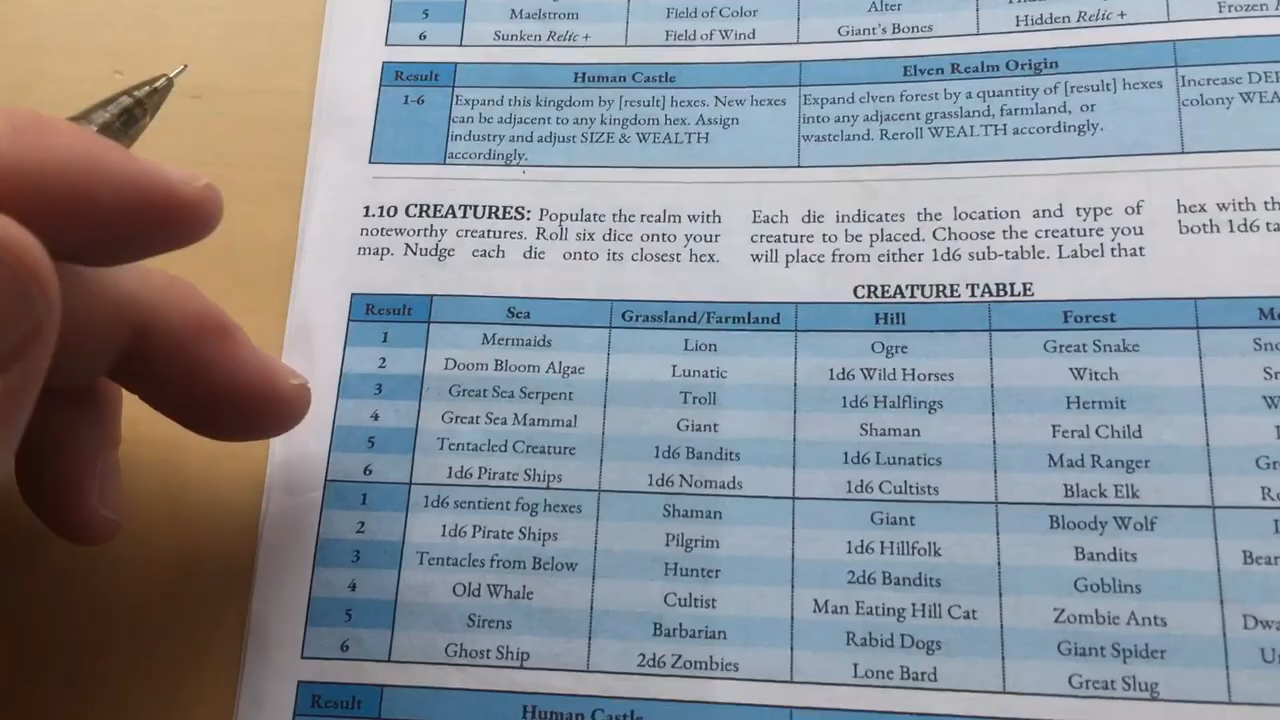 5 Maelstrom Field of Color Alter Frozen
6 Sunken Relic + Field of Wind Giant's Bones Hidden Relic +
Result Human Castle Elven Realm Origin
1-6 Expand this kingdom by [result] hexes. New hexes
can be adjacent to any kingdom hex. Assign
industry and adjust SIZE & WEALTH
accordingly.
Expand elven forest by a quantity of [result] hexes
into any adjacent grassland, farmland, or
wasteland. Reroll WEALTH accordingly.
Increase
colony
1.10 CREATURES: Populate the realm with
noteworthy creatures. Roll six dice onto your
map. Nudge each die onto its closest hex.
Each die indicates the location and type of
creature to be placed. Choose the creature you
will place from either 1d6 sub-table. Label that
hex with
both 1d6
CREATURE TABLE
Result Sea Grassland/Farmland Hill Forest
1 Mermaids Lion Ogre Great Snake
2 Doom Bloom Algae Lunatic 1d6 Wild Horses Witch
3 Great Sea Serpent Troll 1d6 Halflings Hermit
4 Great Sea Mammal Giant Shaman Feral Child
5 Tentacled Creature 1d6 Bandits 1d6 Lunatics Mad Ranger
6 1d6 Pirate Ships 1d6 Nomads 1d6 Cultists Black Elk
1 1d6 sentient fog hexes Shaman Giant Bloody Wolf
2 1d6 Pirate Ships Pilgrim 1d6 Hillfolk Bandits
3 Tentacles from Below Hunter 2d6 Bandits Goblins
4 Old Whale Cultist Man Eating Hill Cat Zombie Ants
5 Sirens Barbarian Rabid Dogs Giant Spider
6 Ghost Ship 2d6 Zombies Lone Bard Great Slug
Result Human Castle